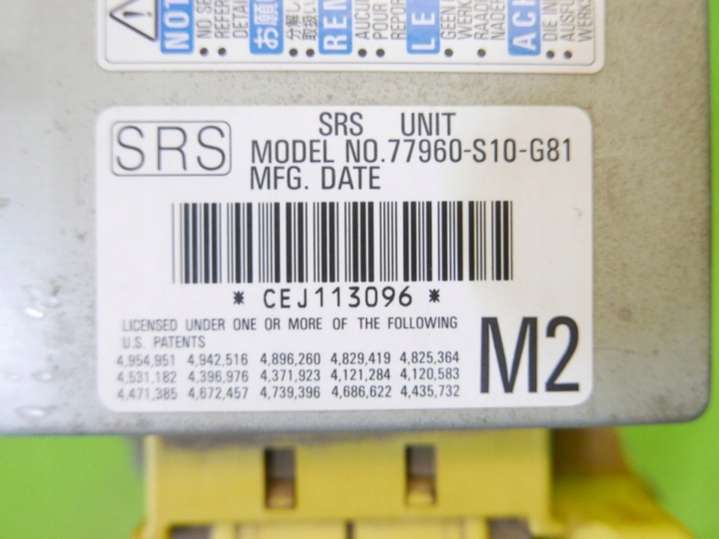 NOT
お願
REN
LE
ACH
SRS
SRS UNIT
MODEL NO.77960-S10-G81
MFG. DATE
* CEJ113096 *
LICENSED UNDER ONE OR MORE OF THE FOLLOWING
U.S. PATENTS
4,954,951 4,942,516 4,896,260 4,829,419 4,825,364
4,531,182 4,396,976 4,371,923 4,121,284 4,120,583
4,471,385 4,672,457 4,739,396 4,686,622 4,435,732
M2